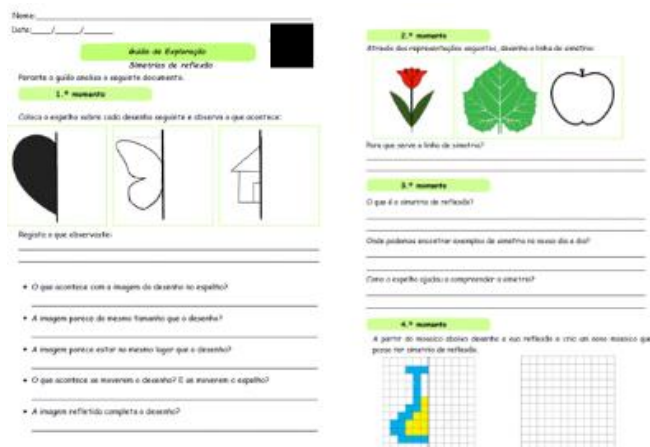 Nome:
Data:____/_____/______
Guião de Exploração
Simetrias de reflexão
Perante o guião analisa o seguinte documento.
1.º momento
Coloca o espelho sobre cada desenho seguinte e observa o que acontece:
Regista o que observaste:
• O que acontece com a imagem do desenho no espelho?
• A imagem parece do mesmo tamanho que o desenho?
• A imagem parece estar no mesmo lugar que o desenho?
• O que acontece se moverem o desenho? E se moverem o espelho?
• A imagem refletida completa o desenho?
2.º momento
Através das representações seguintes, desenha a linha de simetria:
Para que serve a linha de simetria?
3.º momento
O que é a simetria de reflexão?
Onde podemos encontrar exemplos de simetria no nosso dia a dia?
Como o espelho ajudou a compreender a simetria?
4.º momento
A partir do mosaico abaixo desenha a sua reflexão e cria um novo mosaico que
possa ter simetria de reflexão.